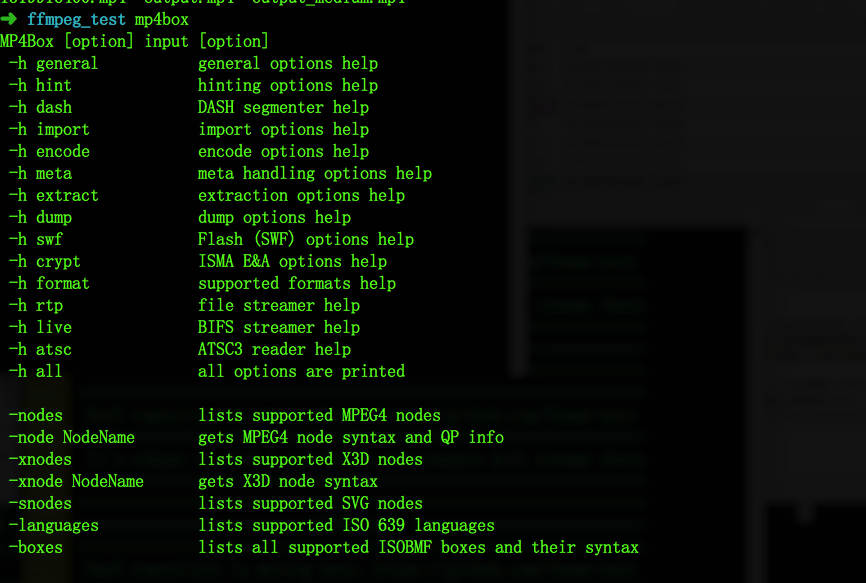 ➜ ffmpeg_test mp4box
MP4Box [option] input [option]
-h general general options help
-h hint hinting options help
-h dash DASH segmenter help
-h import import options help
-h encode encode options help
-h meta meta handling options help
-h extract extraction options help
-h dump dump options help
-h swf Flash (SWF) options help
-h crypt ISMA E&A options help
-h format supported formats help
-h rtp file streamer help
-h live BIFS streamer help
-h atsc ATSC3 reader help
-h all all options are printed
-nodes lists supported MPEG4 nodes
-node NodeName gets MPEG4 node syntax and QP info
-xnodes lists supported X3D nodes
-xnode NodeName gets X3D node syntax
-snodes lists supported SVG nodes
-languages lists supported ISO 639 languages
-boxes lists all supported ISOBMF boxes and their syntax